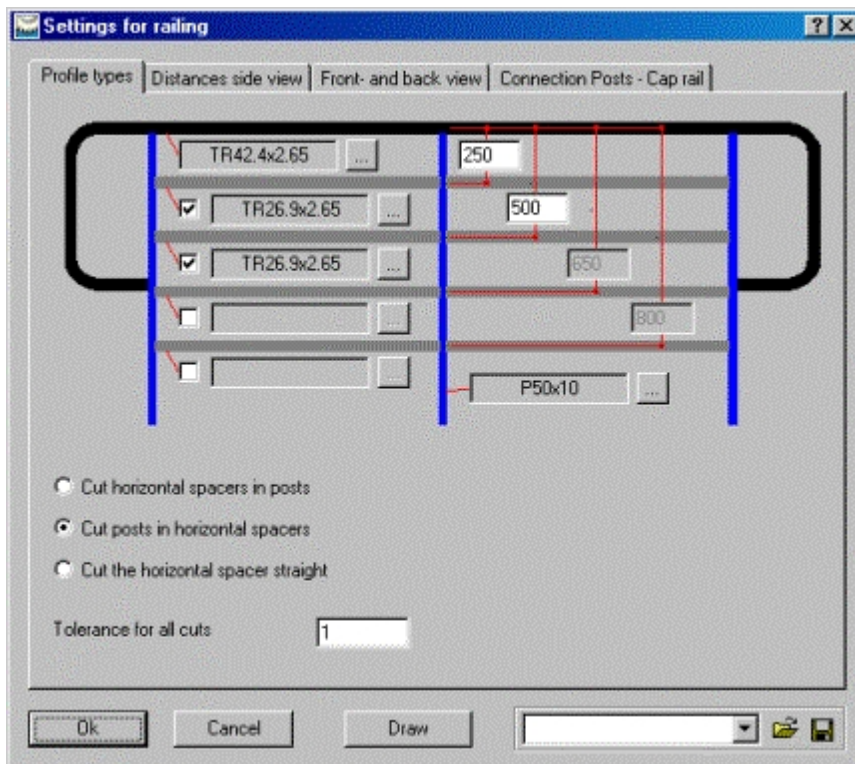 Settings for railing
Profile types
Distances side view
Front- and back view
Connection Posts - Cap rail
TR42.4x2.65
...
250
TR26.9x2.65
...
500
TR26.9x2.65
...
650
...
800
...
P50x10
...
Cut horizontal spacers in posts
Cut posts in horizontal spacers
Cut the horizontal spacer straight
Tolerance for all cuts
1
Ok
Cancel
Draw